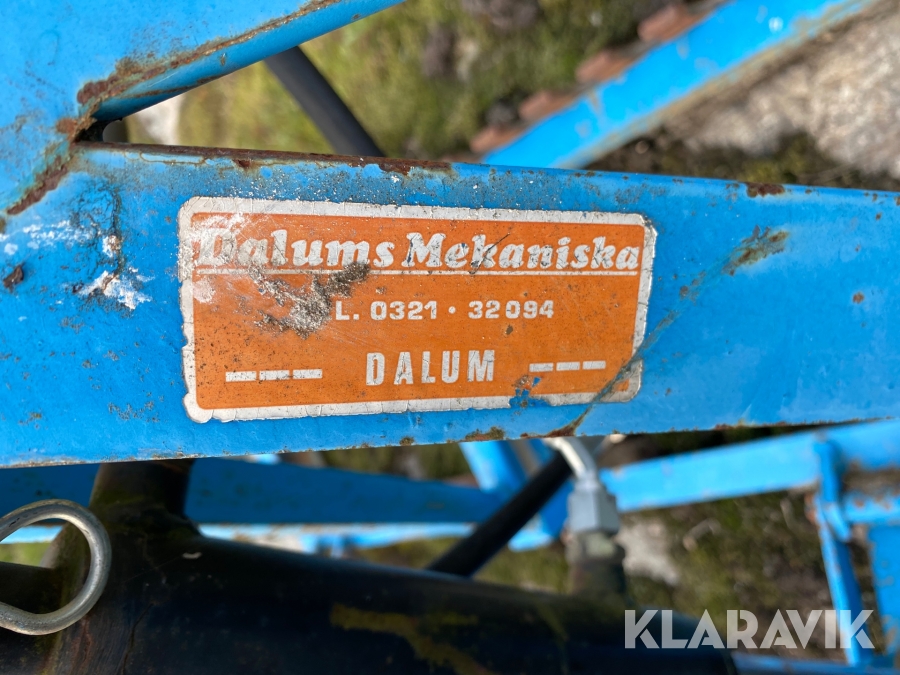 Dalums Mekaniska
L. 0321 · 32094
DALUM
KLARAVIK